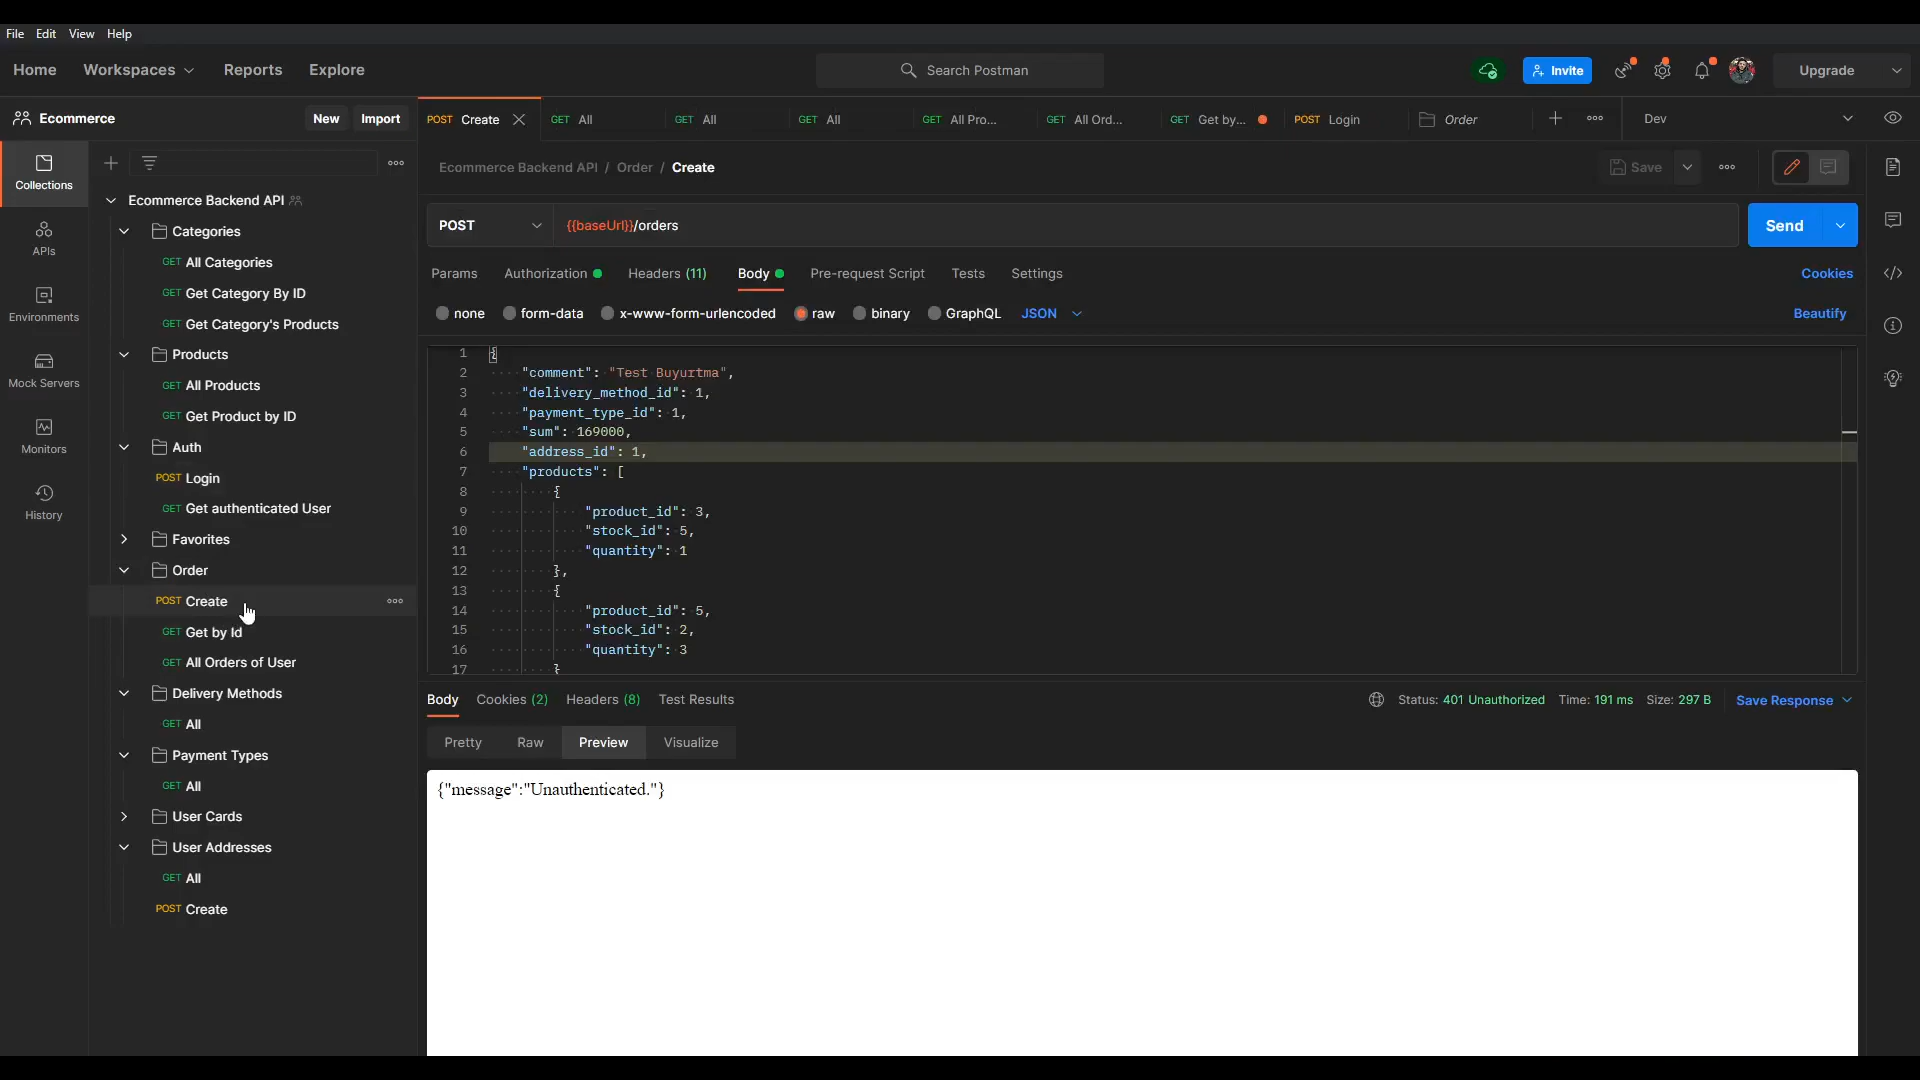 File Edit View Help
Home Workspaces Reports Explore Search Postman Invite Upgrade
Ecommerce New Import
POST Create GET All GET All GET All GET All Pro... GET All Ord... GET Get by... POST Login Order Dev
Collections
APIs
Environments
Mock Servers
Monitors
History
Ecommerce Backend API
Categories
GET All Categories
GET Get Category By ID
GET Get Category's Products
Products
GET All Products
GET Get Product by ID
Auth
POST Login
GET Get authenticated User
Favorites
Order
POST Create
GET Get by Id
GET All Orders of User
Delivery Methods
GET All
Payment Types
GET All
User Cards
User Addresses
GET All
POST Create
Ecommerce Backend API / Order / Create Save
POST {{baseUrl}}/orders Send
Params Authorization Headers (11) Body Pre-request Script Tests Settings Cookies
none form-data x-www-form-urlencoded raw binary GraphQL JSON Beautify
1 {
2 "comment": "Test Buyurtma",
3 "delivery_method_id": 1,
4 "payment_type_id": 1,
5 "sum": 169000,
6 "address_id": 1,
7 "products": [
8 {
9 "product_id": 3,
10 "stock_id": 5,
11 "quantity": 1
12 },
13 {
14 "product_id": 5,
15 "stock_id": 2,
16 "quantity": 3
17 }
Body Cookies (2) Headers (8) Test Results Status: 401 Unauthorized Time: 191 ms Size: 297 B Save Response
Pretty Raw Preview Visualize
{"message":"Unauthenticated."}